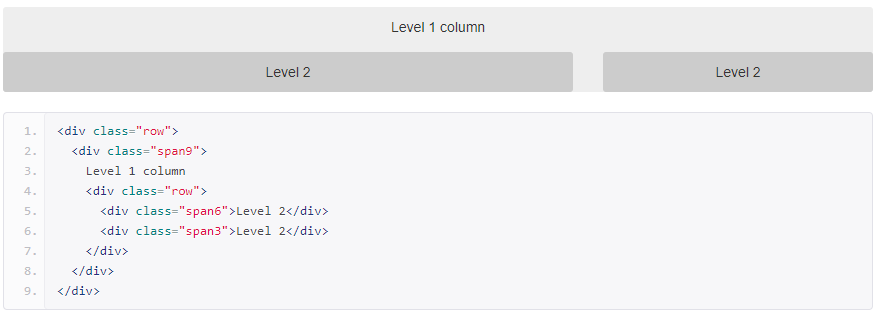 Level 1 column
Level 2 Level 2
1. <div class="row">
2. <div class="span9">
3. Level 1 column
4. <div class="row">
5. <div class="span6">Level 2</div>
6. <div class="span3">Level 2</div>
7. </div>
8. </div>
9. </div>